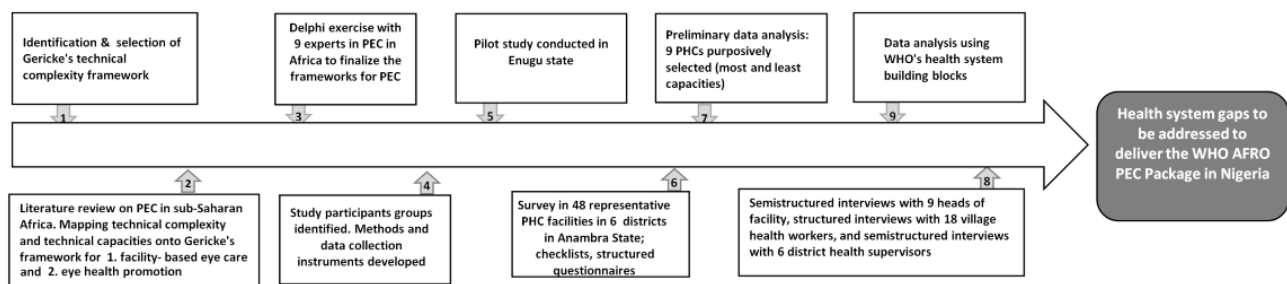 Identification & selection of
Gericke's technical
complexity framework
1
Literature review on PEC in sub-Saharan
Africa. Mapping technical complexity
and technical capacities onto Gericke's
framework for 1. facility- based eye care
and 2. eye health promotion
2
Delphi exercise with
9 experts in PEC in
Africa to finalize the
frameworks for PEC
3
Study participants groups
identified. Methods and
data collection
instruments developed
4
Pilot study conducted in
Enugu state
5
Survey in 48 representative
PHC facilities in 6 districts
in Anambra State;
checklists, structured
questionnaires
6
Preliminary data analysis:
9 PHCs purposively
selected (most and least
capacities)
7
Semistructured interviews with 9 heads of
facility, structured interviews with 18 village
health workers, and semistructured interviews
with 6 district health supervisors
8
Data analysis using
WHO's health system
building blocks
9
Health system gaps to
be addressed to
deliver the WHO AFRO
PEC Package in Nigeria